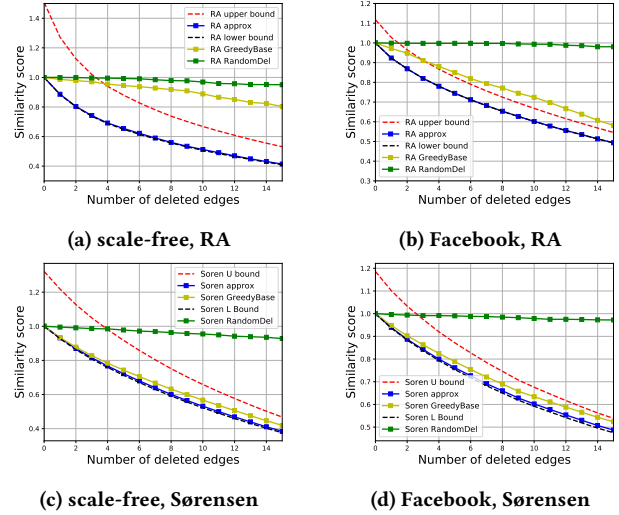 RA upper bound
RA approx
RA lower bound
RA GreedyBase
RA RandomDel
Similarity score
1.4
1.2
1.0
0.8
0.6
0.4
0 2 4 6 8 10 12 14
Number of deleted edges
(a) scale-free, RA
Similarity score
1.2
1.1
1.0
0.9
0.8
0.7
0.6
0.5
0.4
0.3
RA upper bound
RA approx
RA lower bound
RA GreedyBase
RA RandomDel
0 2 4 6 8 10 12 14
Number of deleted edges
(b) Facebook, RA
Soren U bound
Soren approx
Soren GreedyBase
Soren L Bound
Soren RandomDel
Similarity score
1.2
1.0
0.8
0.6
0.4
0 2 4 6 8 10 12 14
Number of deleted edges
(c) scale-free, Sørensen
Similarity score
1.2
1.1
1.0
0.9
0.8
0.7
0.6
0.5
Soren U bound
Soren approx
Soren GreedyBase
Soren L Bound
Soren RandomDel
0 2 4 6 8 10 12 14
Number of deleted edges
(d) Facebook, Sørensen